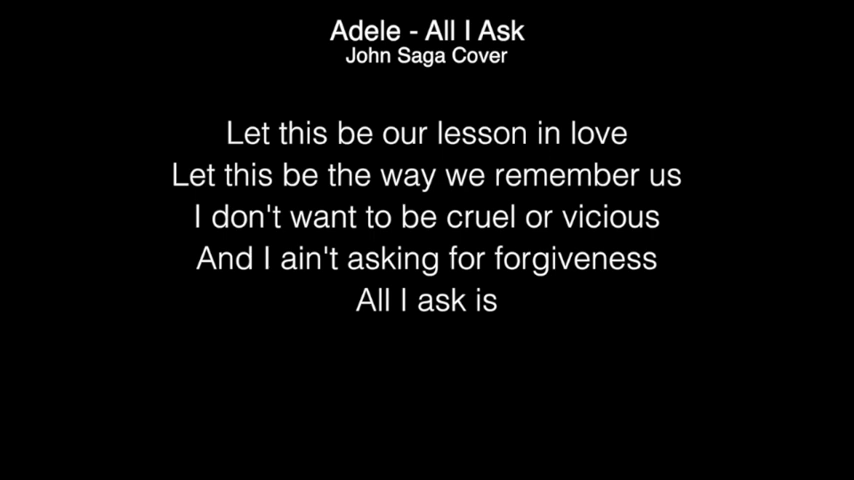 Adele - All I Ask
John Saga Cover
Let this be our lesson in love
Let this be the way we remember us
I don't want to be cruel or vicious
And I ain't asking for forgiveness
All I ask is